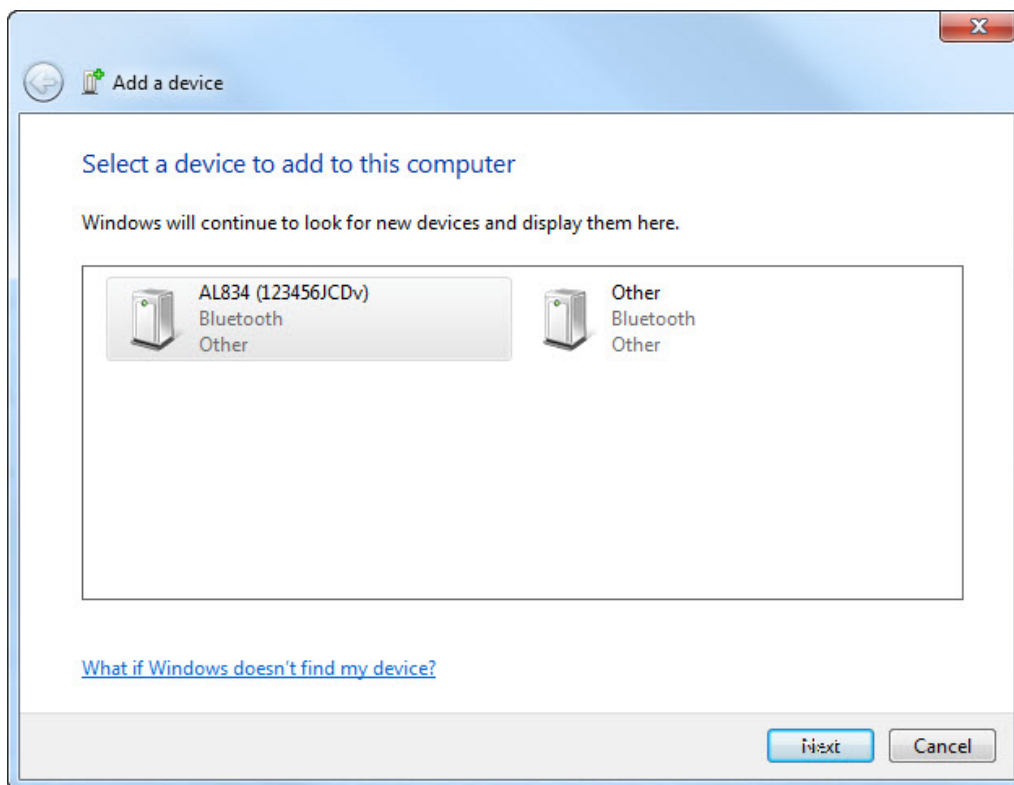 Add a device
Select a device to add to this computer
Windows will continue to look for new devices and display them here.
AL834 (123456JCDv)
Bluetooth
Other
Other
Bluetooth
Other
What if Windows doesn't find my device?
Next
Cancel